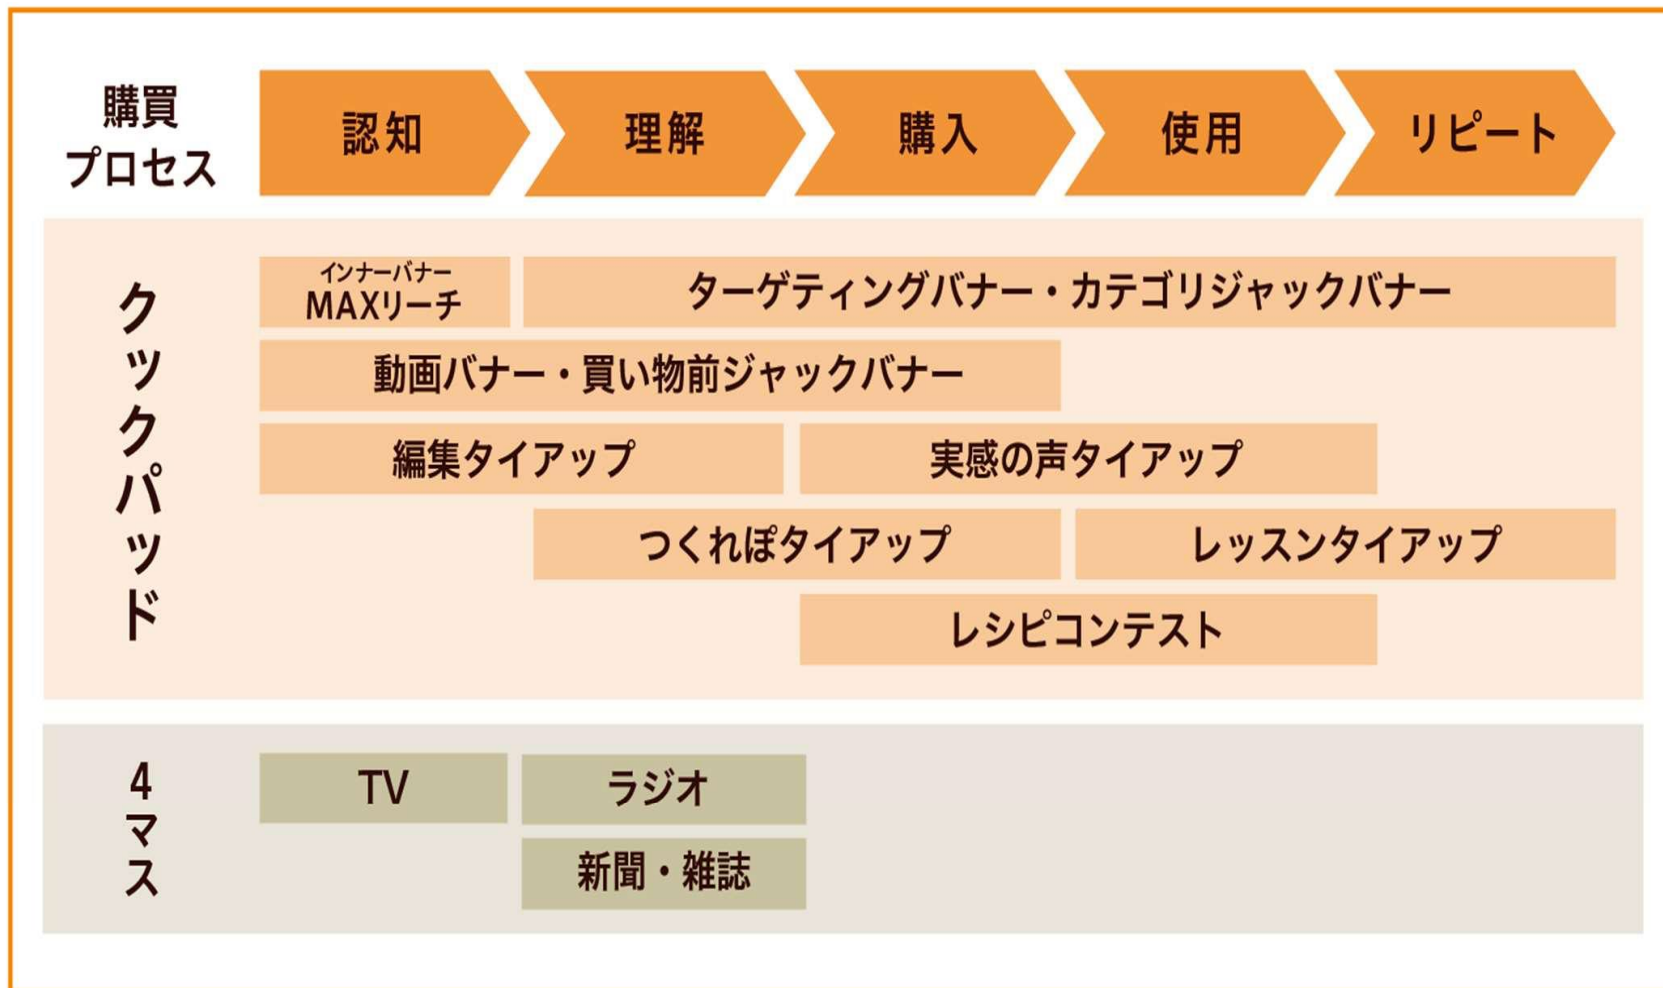 購買
プロセス
認知
理解
購入
使用
リピート
クックパッド
インナーバナー
MAXリーチ
ターゲティングバナー・カテゴリジャックバナー
動画バナー・買い物前ジャックバナー
編集タイアップ
実感の声タイアップ
つくれぽタイアップ
レッスンタイアップ
レシピコンテスト
4マス
TV
ラジオ
新聞・雑誌